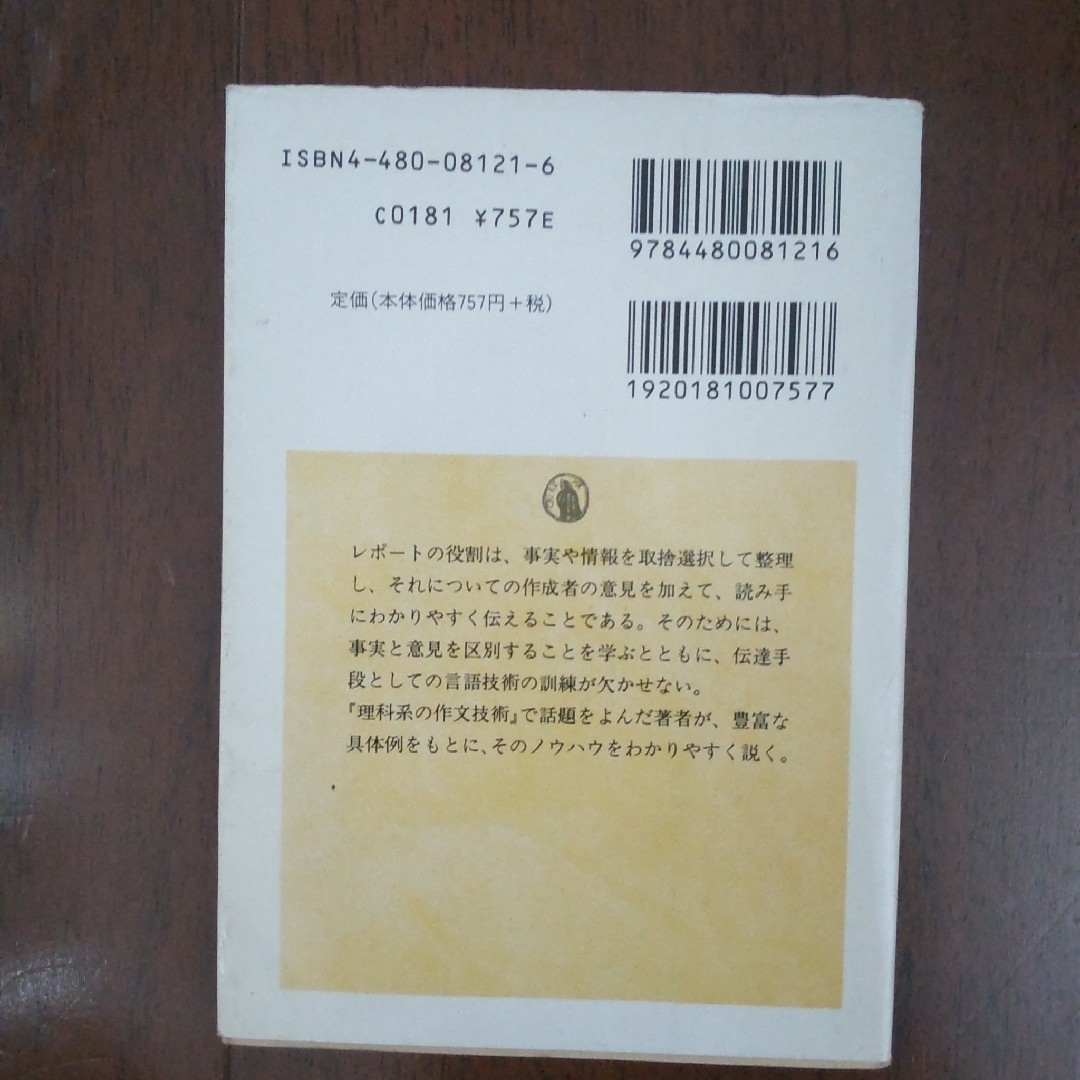 ISBN4-480-08121-6
C0181 ¥757E
定価(本体価格757円+税)
9784480081216
1920181007577
レポートの役割は、事実や情報を取捨選択して整理
し、それについての作成者の意見を加えて、読み手
にわかりやすく伝えることである。そのためには、
事実と意見を区別することを学ぶとともに、伝達手
段としての言語技術の訓練が欠かせない。
『理科系の作文技術』で話題をよんだ著者が、豊富な
具体例をもとに、そのノウハウをわかりやすく説く。